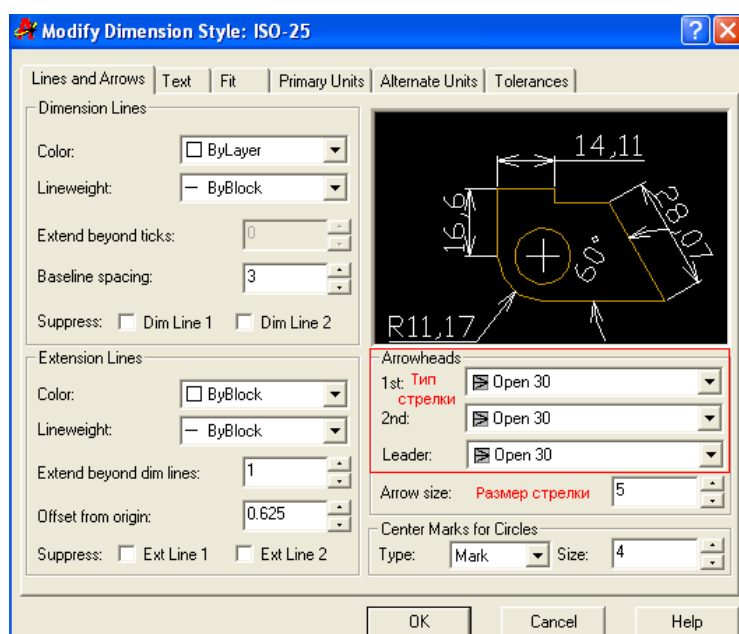 Modify Dimension Style: ISO-25
Lines and Arrows Text Fit Primary Units Alternate Units Tolerances
Dimension Lines
Color: ByLayer
Lineweight: ByBlock
Extend beyond ticks: 0
Baseline spacing: 3
Suppress: Dim Line 1 Dim Line 2
Extension Lines
Color: ByBlock
Lineweight: ByBlock
Extend beyond dim lines: 1
Offset from origin: 0.625
Suppress: Ext Line 1 Ext Line 2
14,11
16,6
28,07
60°
R11,17
Arrowheads
1st: Тип стрелки Open 30
2nd: Open 30
Leader: Open 30
Arrow size: Размер стрелки 5
Center Marks for Circles
Type: Mark Size: 4
OK Cancel Help